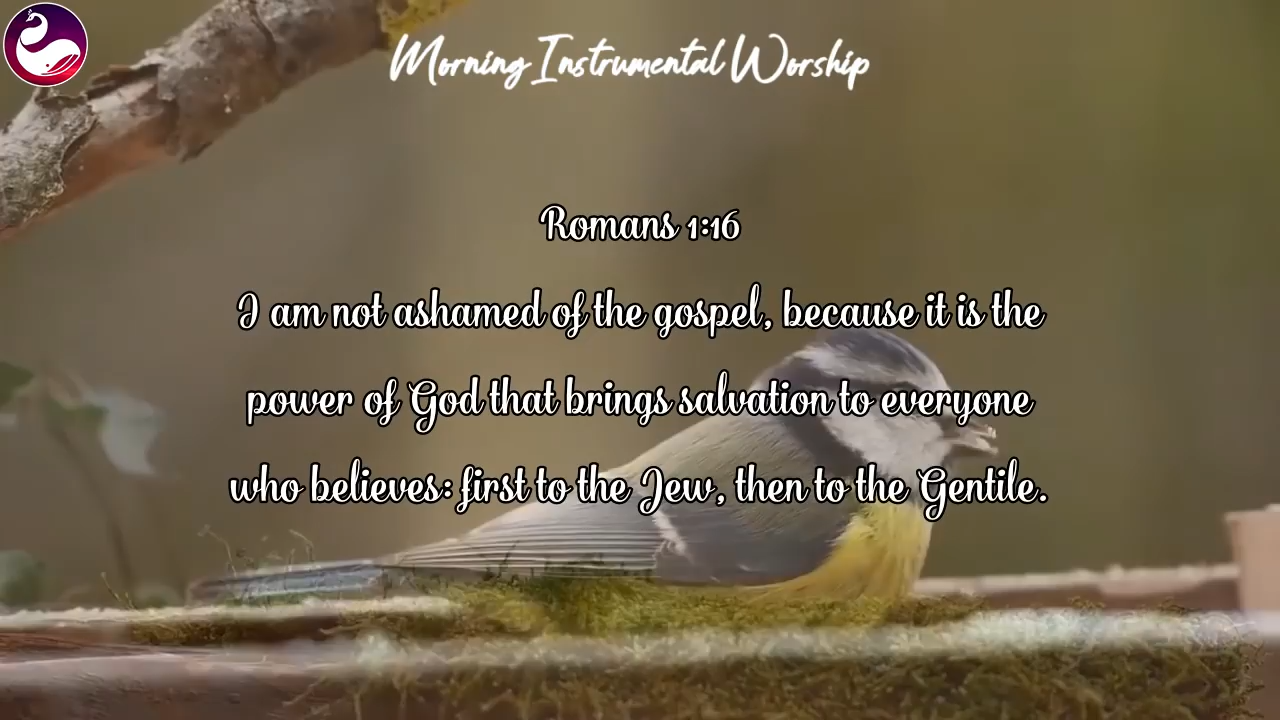 Morning Instrumental Worship
Romans 1:16
I am not ashamed of the gospel, because it is the
power of God that brings salvation to everyone
who believes: first to the Jew, then to the Gentile.